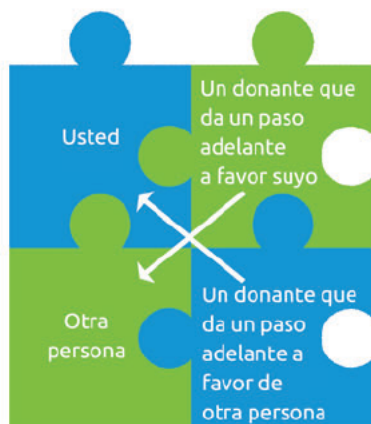 Usted
Un donante que
da un paso
adelante
a favor suyo
Otra
persona
Un donante que
da un paso
adelante a
favor de
otra persona